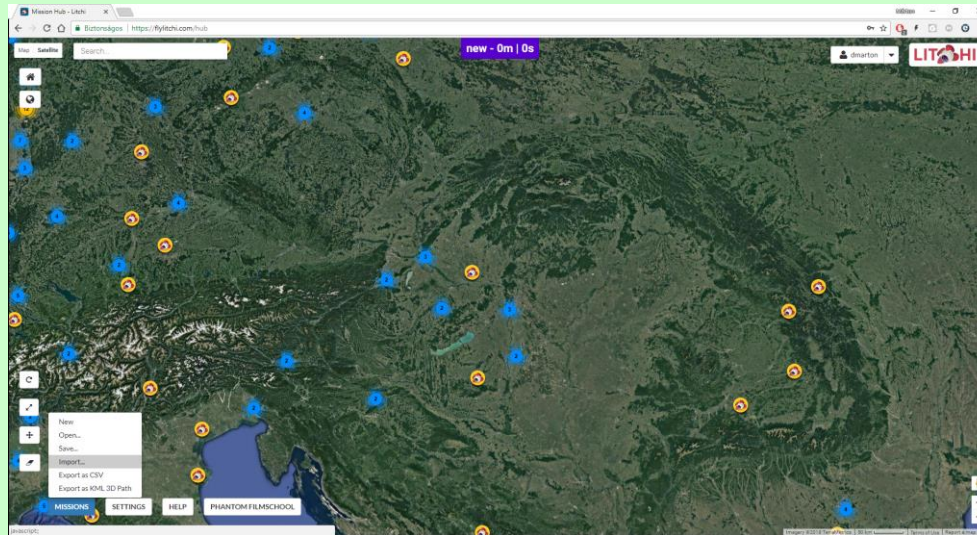 Mission Hub - Litchi
Biztonságos | https://flylitchi.com/hub
Map Satellite
Search...
new - 0m | 0s
dmarton
LITCHI
New
Open...
Save...
Import...
Export as CSV
Export as KML 3D Path
MISSIONS
SETTINGS
HELP
PHANTOM FILMSCHOOL
javascript:;